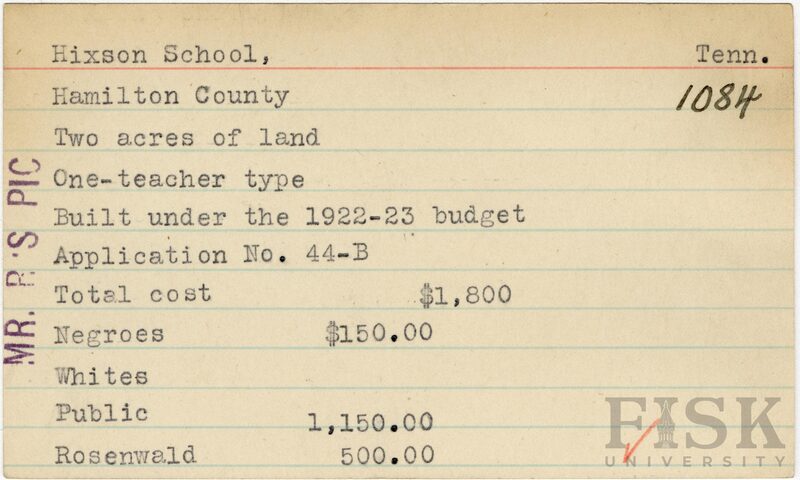 Hixson School, Tenn.
1084
Hamilton County
Two acres of land
One-teacher type
Built under the 1922-23 budget
Application No. 44-B
Total cost $1,800
Negroes $150.00
Whites
Public 1,150.00
Rosenwald 500.00
MR. R'S PIC
FISK
UNIVERSITY